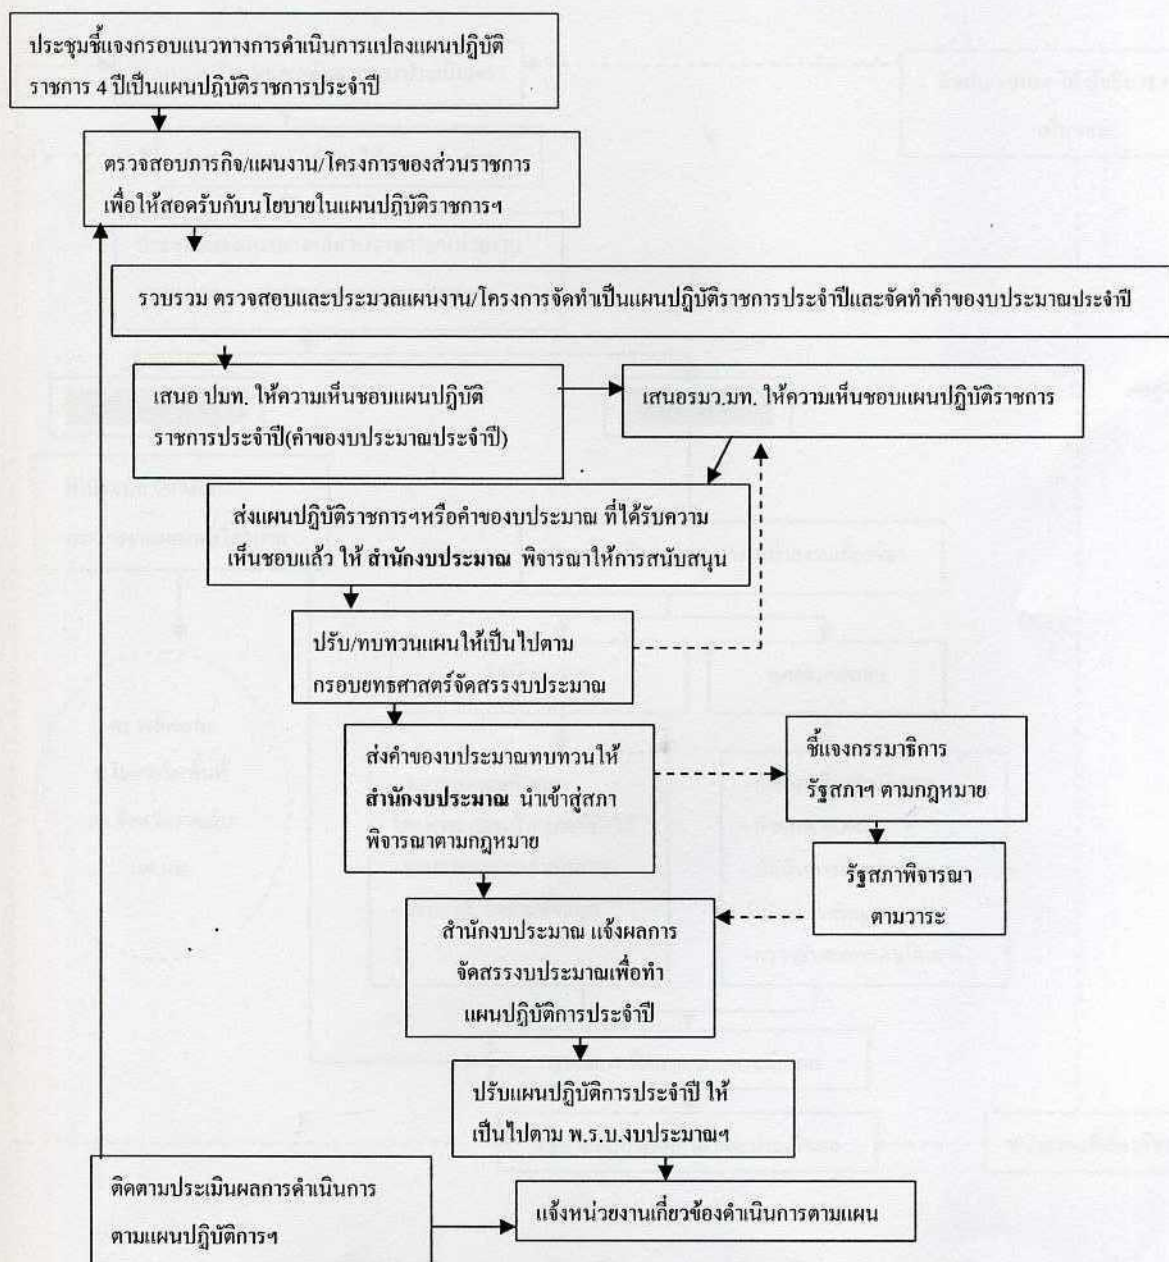 ประชุมชี้แจงกรอบแนวทางการดำเนินการแปลงแผนปฏิบัติ
ราชการ 4 ปีเป็นแผนปฏิบัติราชการประจำปี
ตรวจสอบภารกิจ/แผนงาน/โครงการของส่วนราชการ
เพื่อให้สอดรับกับนโยบายในแผนปฏิบัติราชการฯ
รวบรวม ตรวจสอบและประมวลแผนงาน/โครงการจัดทำเป็นแผนปฏิบัติราชการประจำปีและจัดทำคำของบประมาณประจำปี
เสนอ ปมท. ให้ความเห็นชอบแผนปฏิบัติ
ราชการประจำปี(คำของบประมาณประจำปี)
เสนอรมว.มท. ให้ความเห็นชอบแผนปฏิบัติราชการ
ส่งแผนปฏิบัติราชการฯหรือคำของบประมาณ ที่ได้รับความ
เห็นชอบแล้ว ให้ สำนักงบประมาณ พิจารณาให้การสนับสนุน
ปรับ/ทบทวนแผนให้เป็นไปตาม
กรอบยทธศาสตร์จัดสรรงบประมาณ
ส่งคำของบประมาณทบทวนให้
สำนักงบประมาณ นำเข้าสู่สภา
พิจารณาตามกฎหมาย
ชี้แจงกรรมาธิการ
รัฐสภาฯ ตามกฎหมาย
รัฐสภาพิจารณา
ตามวาระ
สำนักงบประมาณ แจ้งผลการ
จัดสรรงบประมาณเพื่อทำ
แผนปฏิบัติการประจำปี
ปรับแผนปฏิบัติการประจำปี ให้
เป็นไปตาม พ.ร.บ.งบประมาณฯ
ติดตามประเมินผลการดำเนินการ
ตามแผนปฏิบัติการฯ
แจ้งหน่วยงานเกี่ยวข้องดำเนินการตามแผน